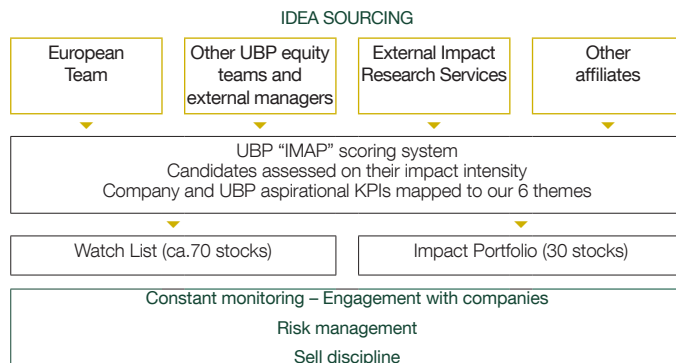 IDEA SOURCING
European
Team
Other UBP equity
teams and
external managers
External Impact
Research Services
Other
affiliates
UBP “IMAP” scoring system
Candidates assessed on their impact intensity
Company and UBP aspirational KPIs mapped to our 6 themes
Watch List (ca.70 stocks)
Impact Portfolio (30 stocks)
Constant monitoring – Engagement with companies
Risk management
Sell discipline